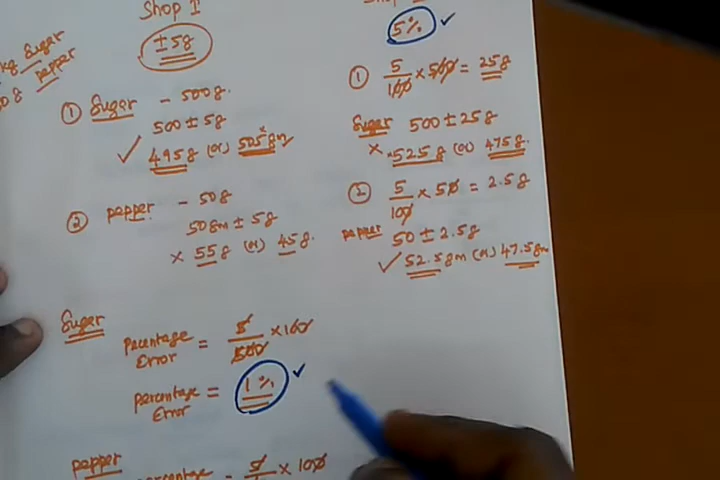 Shop I
± 5g
kg Sugar
pepper
① Sugar - 500g.
500 ± 5g
✓ 495g (or) 505gm
② pepper - 50g
50gm ± 5g
× 55g (or) 45g.
5% ✓
① 5/100 × 500 = 25g
Sugar 500 ± 25g
× 525g (or) 475g.
② 5/100 × 50 = 2.5g
pepper 50 ± 2.5g
✓ 52.5gm (or) 47.5gm
Sugar
percentage Error = 5/500 × 100
percentage Error = 1% ✓
pepper
percentage = 5/ × 100